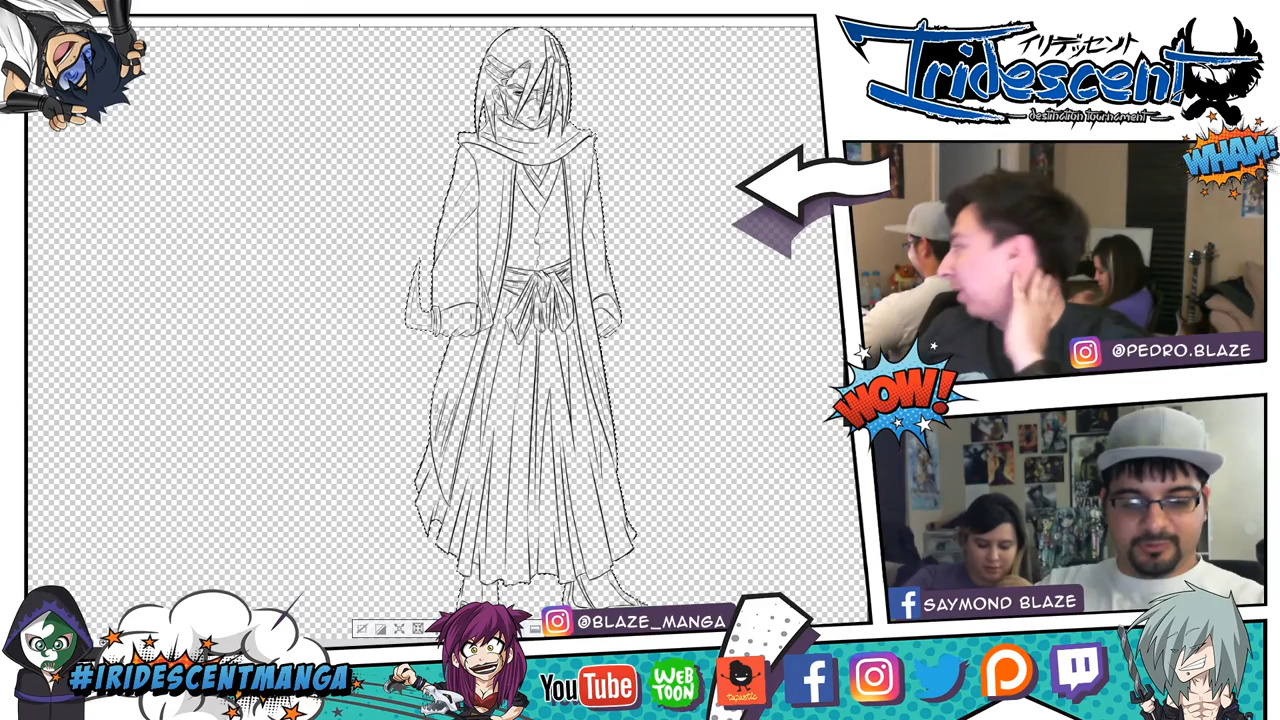 イリデッセント
Iridescent
destination tournament
WHAM!
@PEDRO.BLAZE
WOW!
SAYMOND BLAZE
@BLAZE_MANGA
#IRIDESCENTMANGA
YouTube
WEB
TOON
tapastic